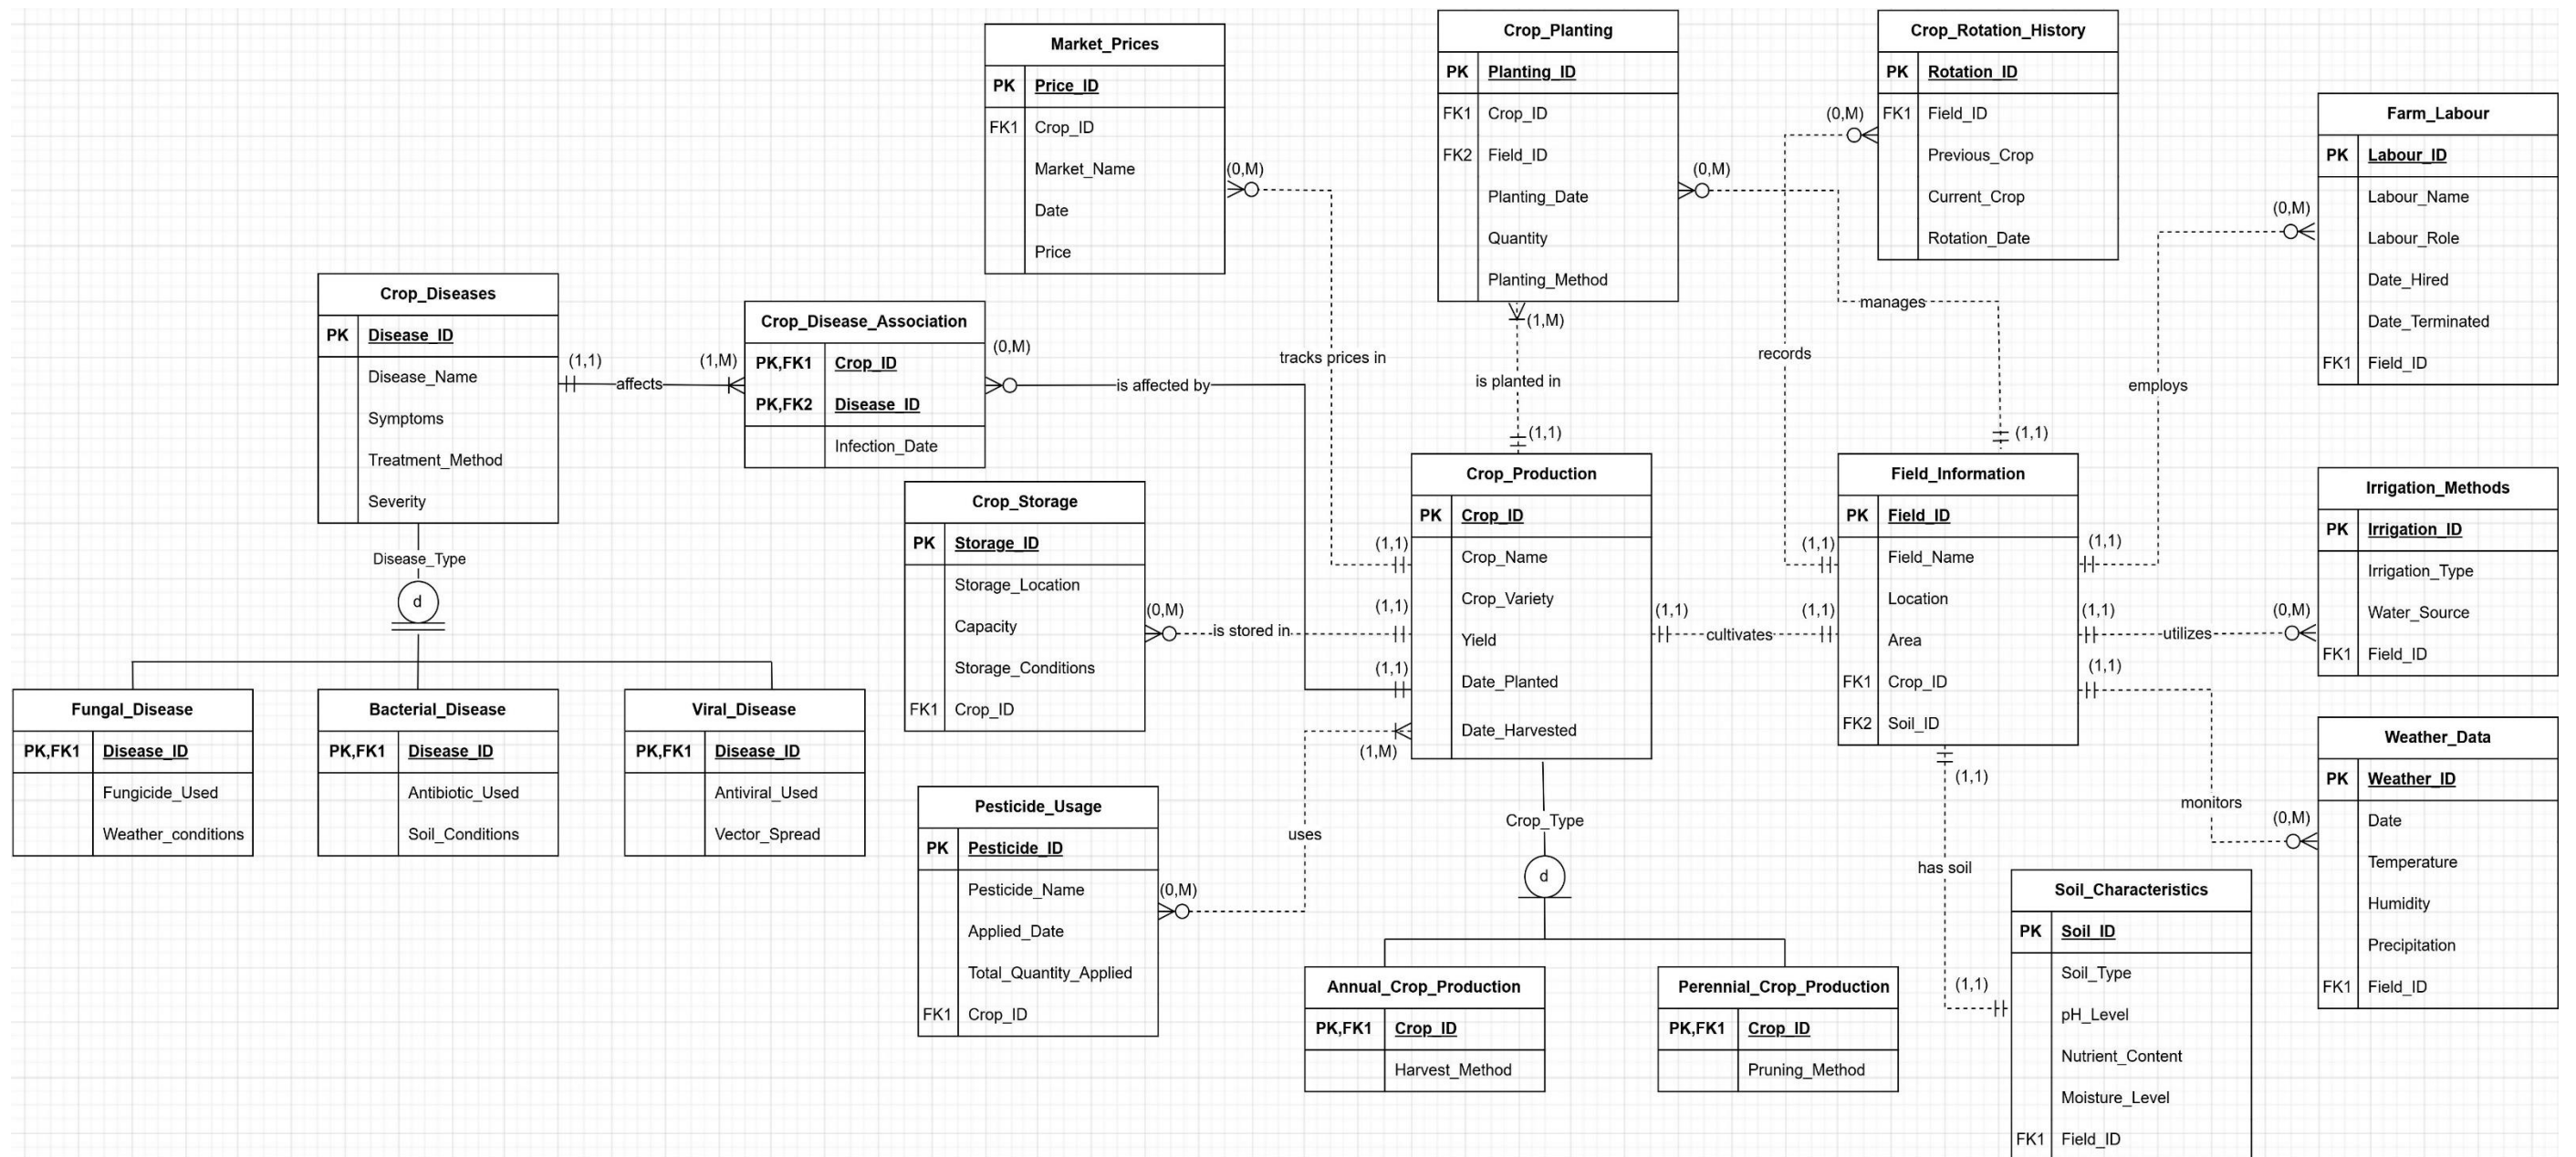 Market_Prices
PK Price_ID
FK1 Crop_ID
Market_Name
Date
Price
Crop_Planting
PK Planting_ID
FK1 Crop_ID
FK2 Field_ID
Planting_Date
Quantity
Planting_Method
Crop_Rotation_History
PK Rotation_ID
FK1 Field_ID
Previous_Crop
Current_Crop
Rotation_Date
Farm_Labour
PK Labour_ID
Labour_Name
Labour_Role
Date_Hired
Date_Terminated
FK1 Field_ID
(0,M)
(0,M)
(0,M)
(0,M)
manages
records
employs
tracks prices in
(1,M)
is planted in
(1,1)
(1,1)
Crop_Diseases
PK Disease_ID
Disease_Name
Symptoms
Treatment_Method
Severity
(1,1)
affects
(1,M)
Crop_Disease_Association
PK,FK1 Crop_ID
PK,FK2 Disease_ID
Infection_Date
(0,M)
is affected by
Crop_Storage
PK Storage_ID
Storage_Location
Capacity
Storage_Conditions
FK1 Crop_ID
(0,M)
is stored in
(1,1)
(1,1)
(1,1)
(1,M)
Crop_Production
PK Crop_ID
Crop_Name
Crop_Variety
Yield
Date_Planted
Date_Harvested
(1,1)
cultivates
(1,1)
(1,1)
Field_Information
PK Field_ID
Field_Name
Location
Area
FK1 Crop_ID
FK2 Soil_ID
(1,1)
(1,1)
utilizes
(0,M)
(1,1)
Irrigation_Methods
PK Irrigation_ID
Irrigation_Type
Water_Source
FK1 Field_ID
Disease_Type
d
Fungal_Disease
PK,FK1 Disease_ID
Fungicide_Used
Weather_conditions
Bacterial_Disease
PK,FK1 Disease_ID
Antibiotic_Used
Soil_Conditions
Viral_Disease
PK,FK1 Disease_ID
Antiviral_Used
Vector_Spread
Pesticide_Usage
PK Pesticide_ID
Pesticide_Name
Applied_Date
Total_Quantity_Applied
FK1 Crop_ID
(0,M)
uses
Crop_Type
d
Annual_Crop_Production
PK,FK1 Crop_ID
Harvest_Method
Perennial_Crop_Production
PK,FK1 Crop_ID
Pruning_Method
(1,1)
has soil
(1,1)
monitors
(0,M)
Soil_Characteristics
PK Soil_ID
Soil_Type
pH_Level
Nutrient_Content
Moisture_Level
FK1 Field_ID
Weather_Data
PK Weather_ID
Date
Temperature
Humidity
Precipitation
FK1 Field_ID